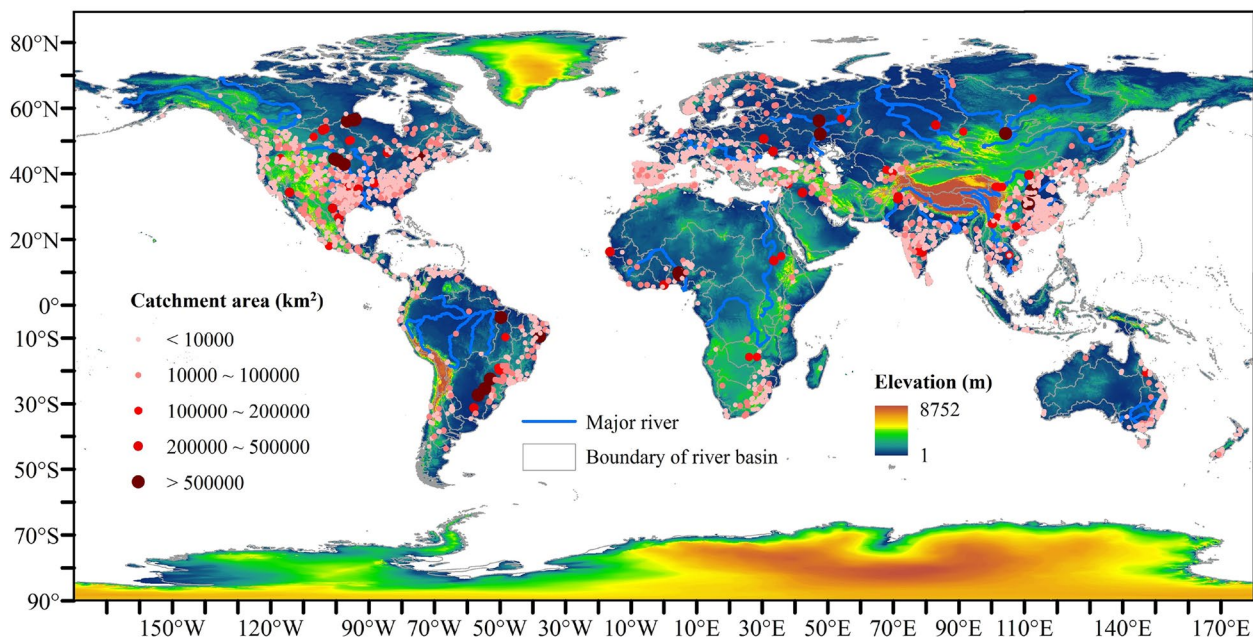 80°N
60°N
40°N
20°N
0°
10°S
30°S
50°S
70°S
90°
Catchment area (km²)
< 10000
10000 ~ 100000
100000 ~ 200000
200000 ~ 500000
> 500000
Major river
Boundary of river basin
Elevation (m)
8752
1
150°W 120°W 90°W 70°W 50°W 30°W 10°W 10°E 30°E 50°E 70°E 90°E 110°E 140°E 170°E